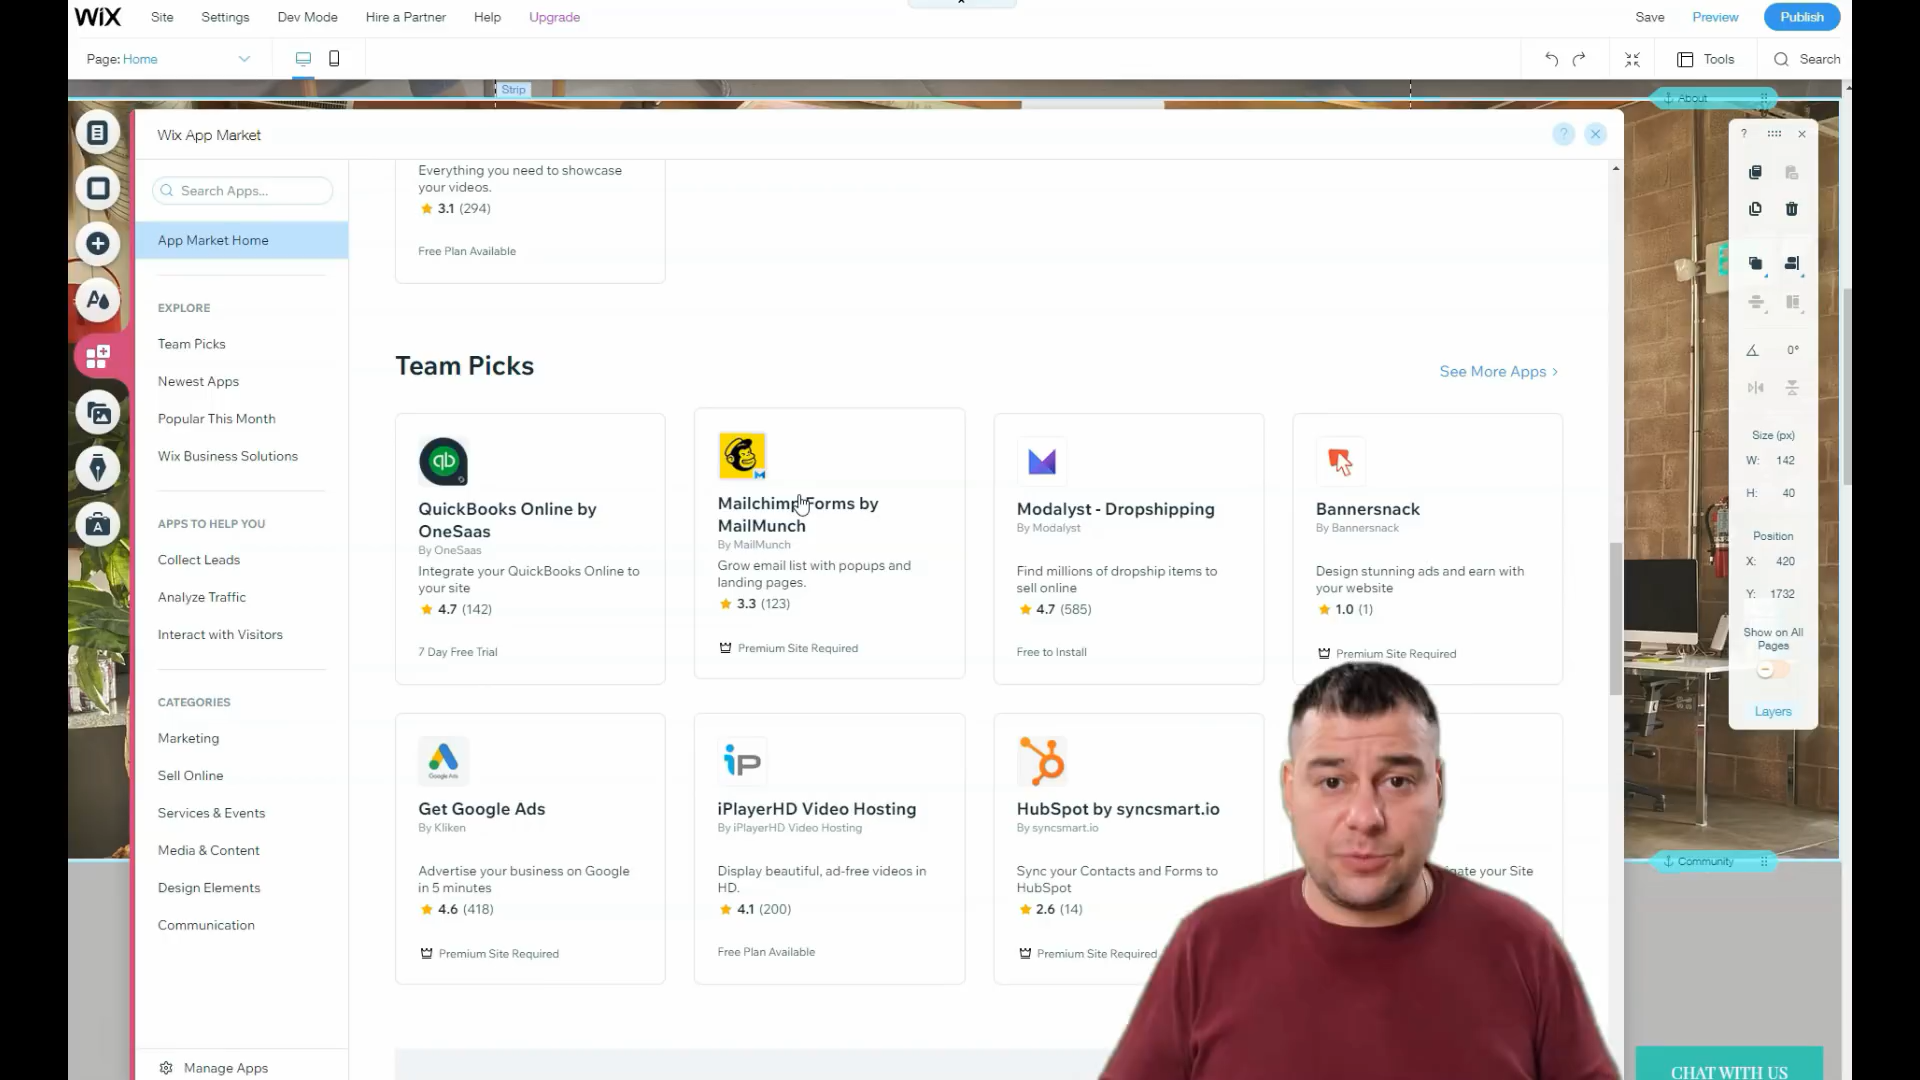 WiX
Site
Settings
Dev Mode
Hire a Partner
Help
Upgrade
Save
Preview
Publish
Page: Home
Tools
Search
Strip
About
Wix App Market
?
?
Search Apps...
App Market Home
EXPLORE
Team Picks
Newest Apps
Popular This Month
Wix Business Solutions
APPS TO HELP YOU
Collect Leads
Analyze Traffic
Interact with Visitors
CATEGORIES
Marketing
Sell Online
Services & Events
Media & Content
Design Elements
Communication
Manage Apps
Everything you need to showcase
your videos.
3.1 (294)
Free Plan Available
Team Picks
See More Apps >
qb
QuickBooks Online by
OneSaas
By OneSaas
Integrate your QuickBooks Online to
your site
4.7 (142)
7 Day Free Trial
Mailchimp Forms by
MailMunch
By MailMunch
Grow email list with popups and
landing pages.
3.3 (123)
Premium Site Required
Modalyst - Dropshipping
By Modalyst
Find millions of dropship items to
sell online
4.7 (585)
Free to Install
Bannersnack
By Bannersnack
Design stunning ads and earn with
your website
1.0 (1)
Premium Site Required
Google Ads
Get Google Ads
By Kliken
Advertise your business on Google
in 5 minutes
4.6 (418)
Premium Site Required
iP
iPlayerHD Video Hosting
By iPlayerHD Video Hosting
Display beautiful, ad-free videos in
HD.
4.1 (200)
Free Plan Available
HubSpot by syncsmart.io
By syncsmart.io
Sync your Contacts and Forms to
HubSpot
2.6 (14)
Premium Site Required
your Site
0°
Size (px)
W: 142
H: 40
Position
X: 420
Y: 1732
Show on All
Pages
Layers
Community
CHAT WITH US